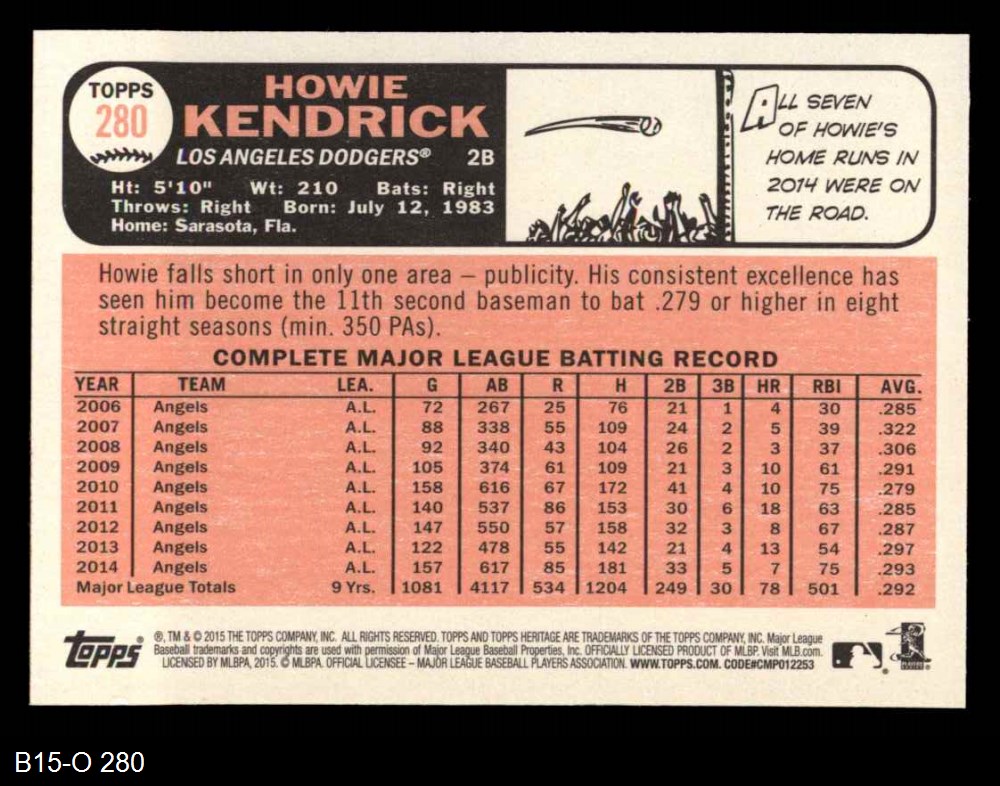 TOPPS
280
HOWIE
KENDRICK
LOS ANGELES DODGERS® 2B
Ht: 5'10" Wt: 210 Bats: Right
Throws: Right Born: July 12, 1983
Home: Sarasota, Fla.
ALL SEVEN
OF HOWIE'S
HOME RUNS IN
2014 WERE ON
THE ROAD.
Howie falls short in only one area – publicity. His consistent excellence has
seen him become the 11th second baseman to bat .279 or higher in eight
straight seasons (min. 350 PAs).
COMPLETE MAJOR LEAGUE BATTING RECORD
YEAR TEAM LEA. G AB R H 2B 3B HR RBI AVG.
2006 Angels A.L. 72 267 25 76 21 1 4 30 .285
2007 Angels A.L. 88 338 55 109 24 2 5 39 .322
2008 Angels A.L. 92 340 43 104 26 2 3 37 .306
2009 Angels A.L. 105 374 61 109 21 3 10 61 .291
2010 Angels A.L. 158 616 67 172 41 4 10 75 .279
2011 Angels A.L. 140 537 86 153 30 6 18 63 .285
2012 Angels A.L. 147 550 57 158 32 3 8 67 .287
2013 Angels A.L. 122 478 55 142 21 4 13 54 .297
2014 Angels A.L. 157 617 85 181 33 5 7 75 .293
Major League Totals 9 Yrs. 1081 4117 534 1204 249 30 78 501 .292
topps
®, TM & © 2015 THE TOPPS COMPANY, INC. ALL RIGHTS RESERVED. TOPPS AND TOPPS HERITAGE ARE TRADEMARKS OF THE TOPPS COMPANY, INC. Major League
Baseball trademarks and copyrights are used with permission of Major League Baseball Properties, Inc. OFFICIALLY LICENSED PRODUCT OF MLBP. Visit MLB.com.
LICENSED BY MLBPA, 2015. © MLBPA. OFFICIAL LICENSEE – MAJOR LEAGUE BASEBALL PLAYERS ASSOCIATION. WWW.TOPPS.COM. CODE#CMP012253
B15-O 280